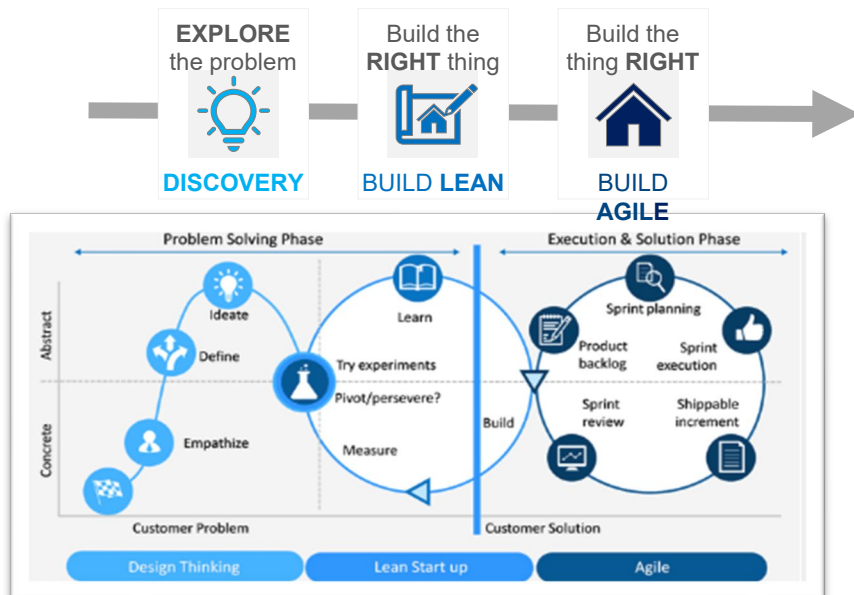 EXPLORE
the problem
DISCOVERY
Build the
RIGHT thing
BUILD LEAN
Build the
thing RIGHT
BUILD
AGILE
Problem Solving Phase
Execution & Solution Phase
Abstract
Concrete
Ideate
Define
Empathize
Learn
Try experiments
Pivot/persevere?
Measure
Build
Sprint planning
Product
backlog
Sprint
execution
Sprint
review
Shippable
increment
Customer Problem
Customer Solution
Design Thinking
Lean Start up
Agile